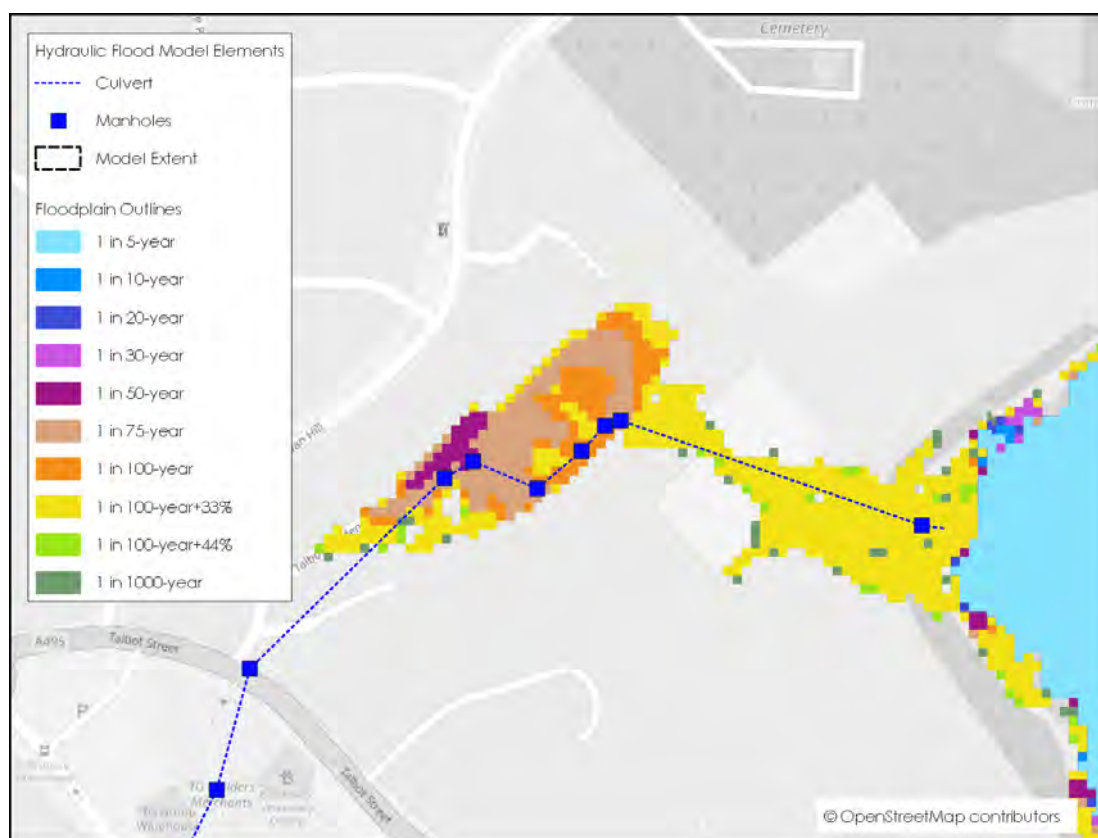 Hydraulic Flood Model Elements
Culvert
Manholes
Model Extent
Floodplain Outlines
1 in 5-year
1 in 10-year
1 in 20-year
1 in 30-year
1 in 50-year
1 in 75-year
1 in 100-year
1 in 100-year+33%
1 in 100-year+44%
1 in 1000-year
Cemetery
Hill
A495
Talbot Street
Talbot Street
P
Merchants
Warehouse
© OpenStreetMap contributors